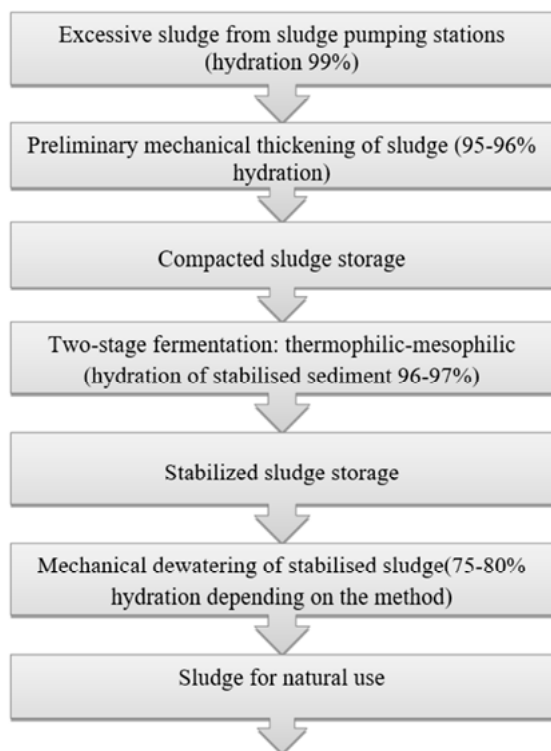 Excessive sludge from sludge pumping stations
(hydration 99%)
Preliminary mechanical thickening of sludge (95-96%
hydration)
Compacted sludge storage
Two-stage fermentation: thermophilic-mesophilic
(hydration of stabilised sediment 96-97%)
Stabilized sludge storage
Mechanical dewatering of stabilised sludge(75-80%
hydration depending on the method)
Sludge for natural use